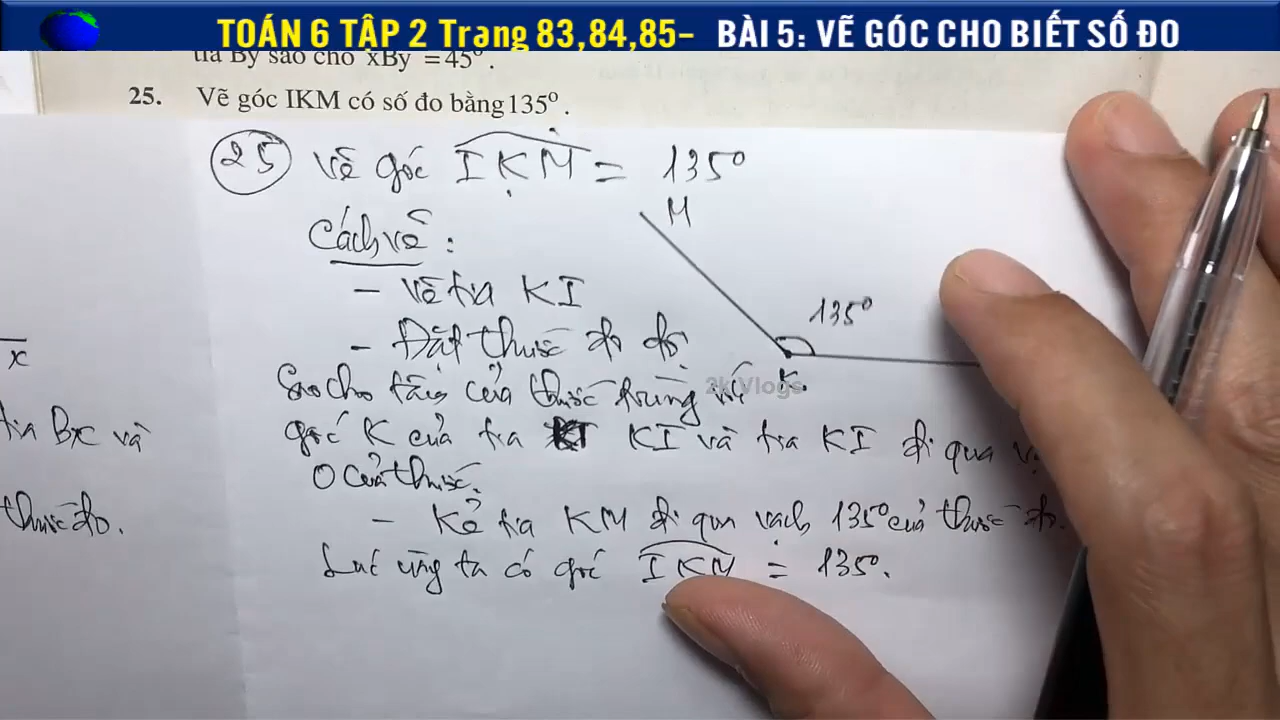 TOÁN 6 TẬP 2 Trang 83,84,85- BÀI 5: VẼ GÓC CHO BIẾT SỐ ĐO
tia By sao cho xBy = 45°.
25. Vẽ góc IKM có số đo bằng 135°.
25 Vẽ góc IKM = 135°
M
Cách vẽ:
- Vẽ tia KI
135°
- Đặt thước đo độ
x
K
2k Vlogs
Sao cho tâm của thước trùng với
tia Bx và
gốc K của tia KI và tia KI đi qua
O của thước.
thước đo.
- Kẻ tia KM đi qua vạch 135° của thước đo.
Lúc ta có góc IKM = 135°.